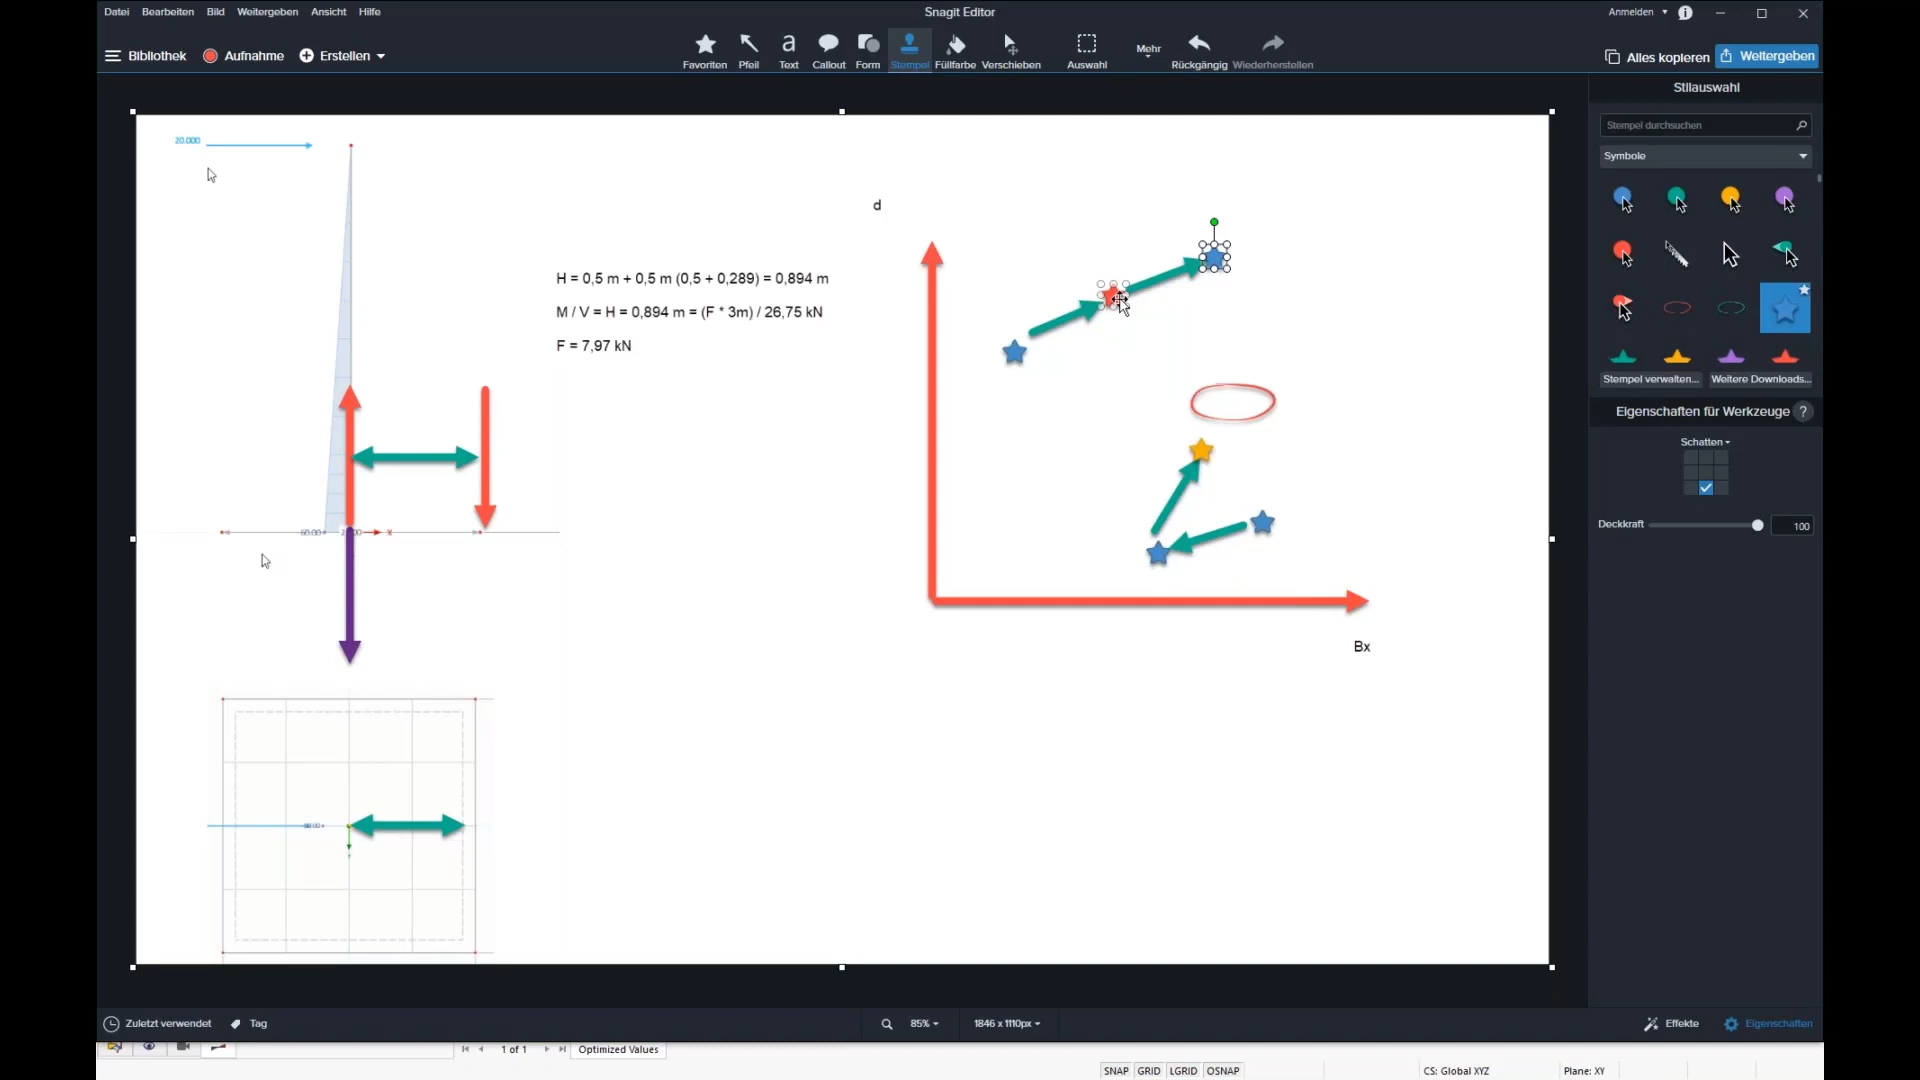 Datei Bearbeiten Bild Weitergeben Ansicht Hilfe
Snagit Editor
Anmelden
Bibliothek Aufnahme Erstellen
Favoriten Pfeil Text Callout Form Stempel Füllfarbe Verschieben Auswahl Mehr Rückgängig Wiederherstellen
Alles kopieren Weitergeben
Stilauswahl
Stempel durchsuchen
Symbole
Stempel verwalten... Weitere Downloads...
Eigenschaften für Werkzeuge ?
Schatten
Deckkraft 100
20.000
d
H = 0,5 m + 0,5 m (0,5 + 0,289) = 0,894 m
M / V = H = 0,894 m = (F * 3m) / 26,75 kN
F = 7,97 kN
60.00
X
Bx
Zuletzt verwendet Tag
85% 1846 x 1110px
Effekte Eigenschaften
1 of 1 Optimized Values
SNAP GRID LGRID OSNAP CS: Global XYZ Plane: XY